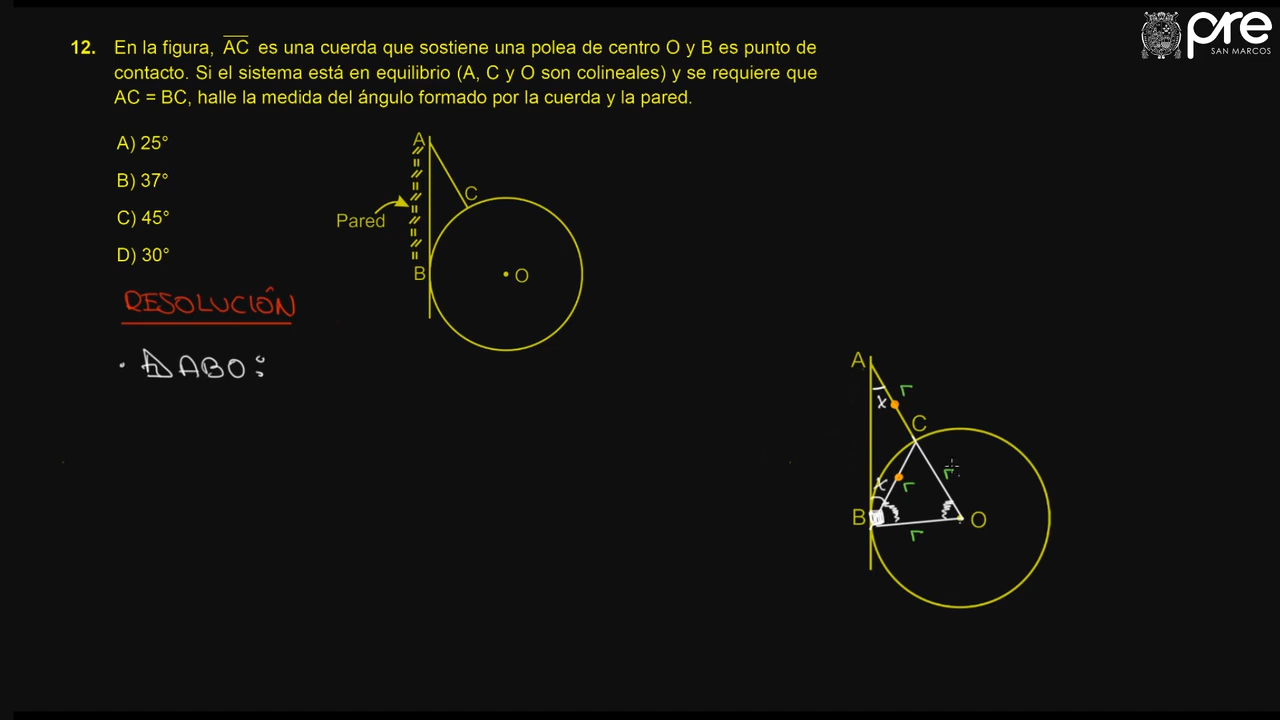 pre
SAN MARCOS
12. En la figura, AC es una cuerda que sostiene una polea de centro O y B es punto de
contacto. Si el sistema está en equilibrio (A, C y O son colineales) y se requiere que
AC = BC, halle la medida del ángulo formado por la cuerda y la pared.
A) 25°
B) 37°
C) 45°
D) 30°
A
C
Pared
B
O
RESOLUCIÓN
• ⊿ ABO:
A
r
x
C
r
x
r
B
O
r